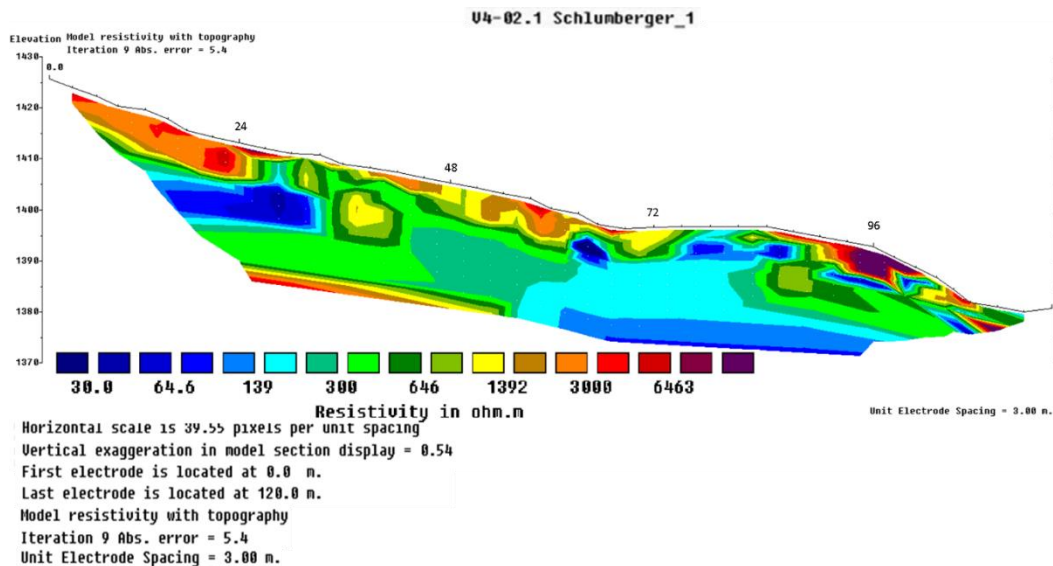 V4-02.1 Schlumberger_1
Elevation Model resistivity with topography
Iteration 9 Abs. error = 5.4
1430
0.0
1420
24
1410
48
1400
72
96
1390
1380
1370
30.0 64.6 139 300 646 1392 3000 6463
Resistivity in ohm.m
Unit Electrode Spacing = 3.00 m.
Horizontal scale is 39.55 pixels per unit spacing
Vertical exaggeration in model section display = 0.54
First electrode is located at 0.0 m.
Last electrode is located at 120.0 m.
Model resistivity with topography
Iteration 9 Abs. error = 5.4
Unit Electrode Spacing = 3.00 m.